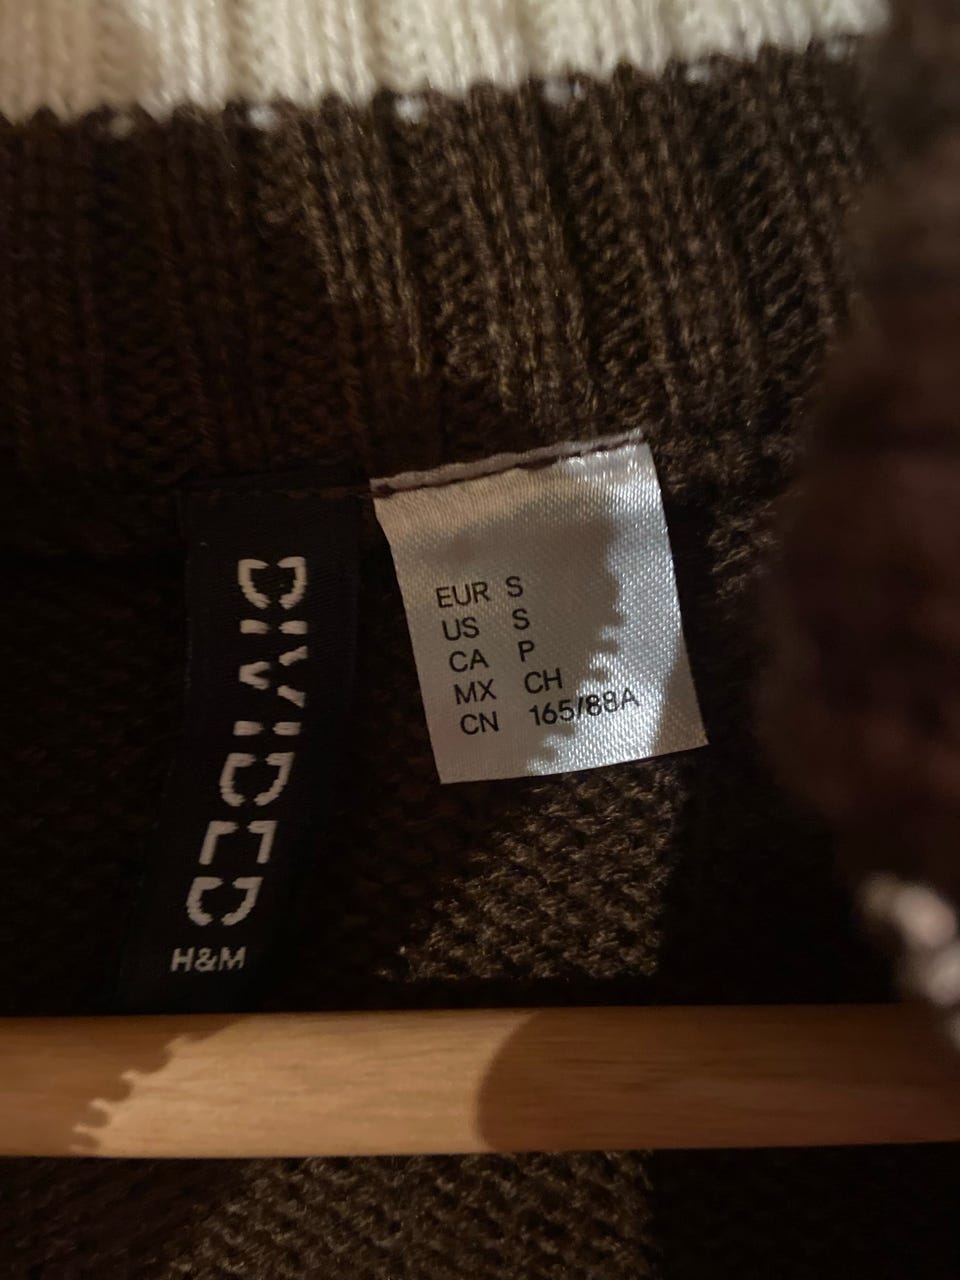 DIVIDED
H&M
EUR S
US S
CA P
MX CH
CN 165/88A